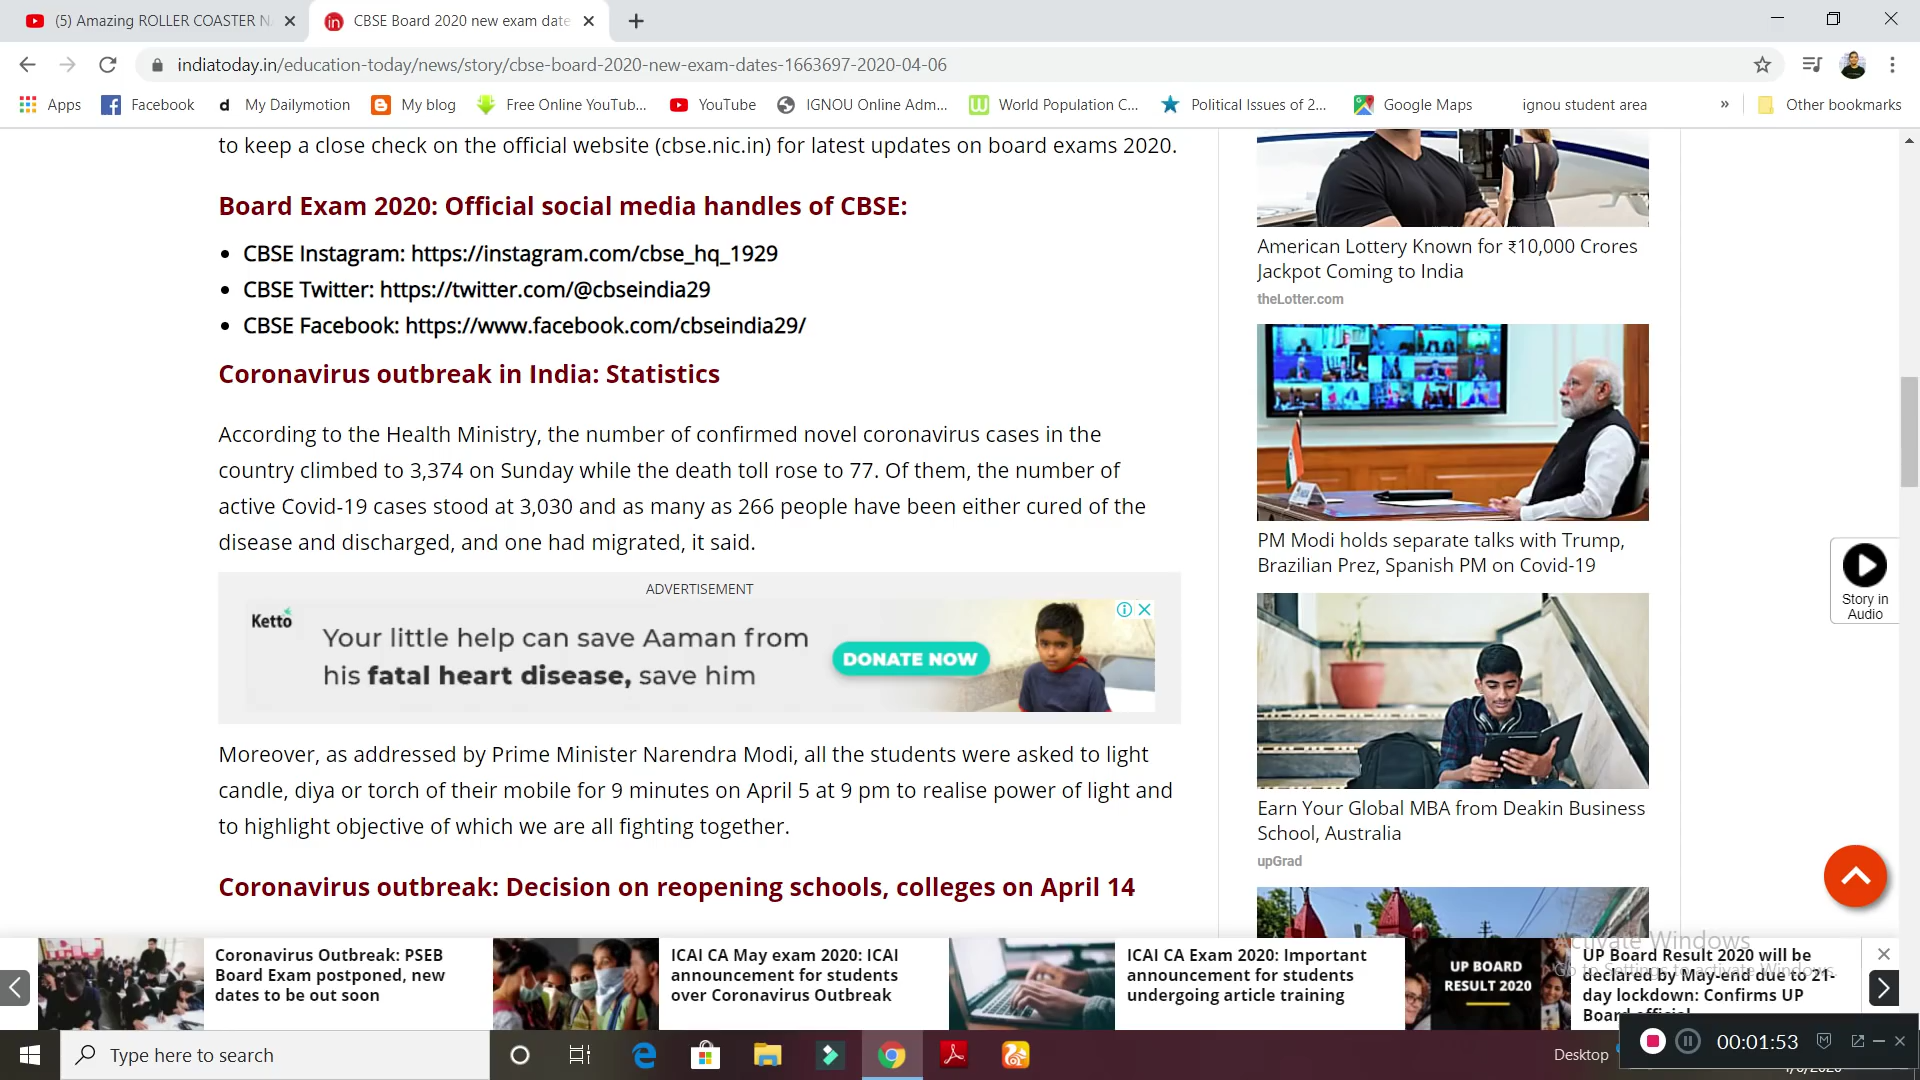 (5) Amazing ROLLER COASTER N
CBSE Board 2020 new exam date
indiatoday.in/education-today/news/story/cbse-board-2020-new-exam-dates-1663697-2020-04-06
Apps
Facebook
d My Dailymotion
My blog
Free Online YouTub...
YouTube
IGNOU Online Adm...
World Population C...
Political Issues of 2...
Google Maps
ignou student area
»
Other bookmarks
to keep a close check on the official website (cbse.nic.in) for latest updates on board exams 2020.
Board Exam 2020: Official social media handles of CBSE:
• CBSE Instagram: https://instagram.com/cbse_hq_1929
• CBSE Twitter: https://twitter.com/@cbseindia29
• CBSE Facebook: https://www.facebook.com/cbseindia29/
Coronavirus outbreak in India: Statistics
According to the Health Ministry, the number of confirmed novel coronavirus cases in the
country climbed to 3,374 on Sunday while the death toll rose to 77. Of them, the number of
active Covid-19 cases stood at 3,030 and as many as 266 people have been either cured of the
disease and discharged, and one had migrated, it said.
ADVERTISEMENT
Ketto
Your little help can save Aaman from
his fatal heart disease, save him
DONATE NOW
Moreover, as addressed by Prime Minister Narendra Modi, all the students were asked to light
candle, diya or torch of their mobile for 9 minutes on April 5 at 9 pm to realise power of light and
to highlight objective of which we are all fighting together.
Coronavirus outbreak: Decision on reopening schools, colleges on April 14
American Lottery Known for ₹10,000 Crores
Jackpot Coming to India
theLotter.com
PM Modi holds separate talks with Trump,
Brazilian Prez, Spanish PM on Covid-19
Earn Your Global MBA from Deakin Business
School, Australia
upGrad
Story in
Audio
Coronavirus Outbreak: PSEB
Board Exam postponed, new
dates to be out soon
ICAI CA May exam 2020: ICAI
announcement for students
over Coronavirus Outbreak
ICAI CA Exam 2020: Important
announcement for students
undergoing article training
UP BOARD
RESULT 2020
UP Board Result 2020 will be
declared by May-end due to 21-
day lockdown: Confirms UP
Board official
Activate Windows
Go to Settings to activate Windows.
Type here to search
Desktop
00:01:53